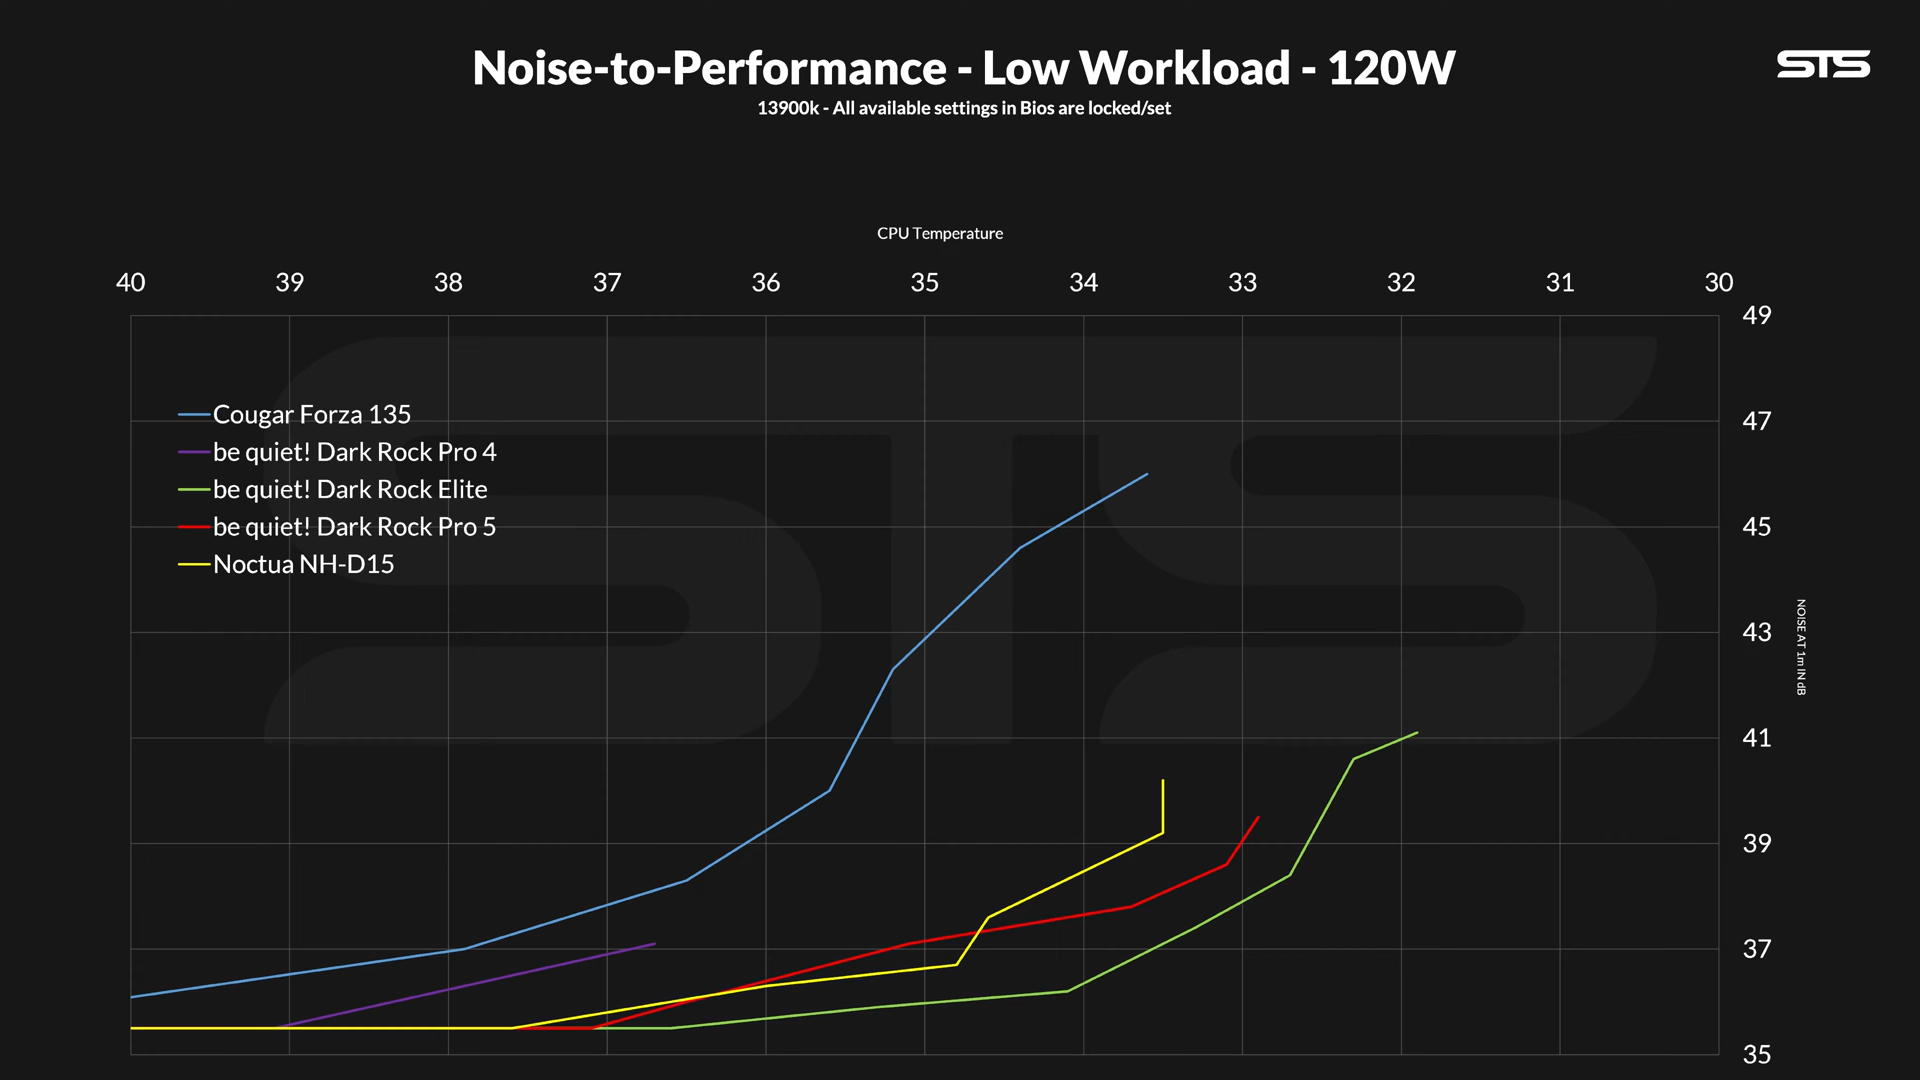 Noise-to-Performance - Low Workload - 120W
STS
13900k - All available settings in Bios are locked/set
CPU Temperature
40 39 38 37 36 35 34 33 32 31 30
49
47
45
43
41
39
37
35
Cougar Forza 135
be quiet! Dark Rock Pro 4
be quiet! Dark Rock Elite
be quiet! Dark Rock Pro 5
Noctua NH-D15
NOISE AT 1m IN dB
STS